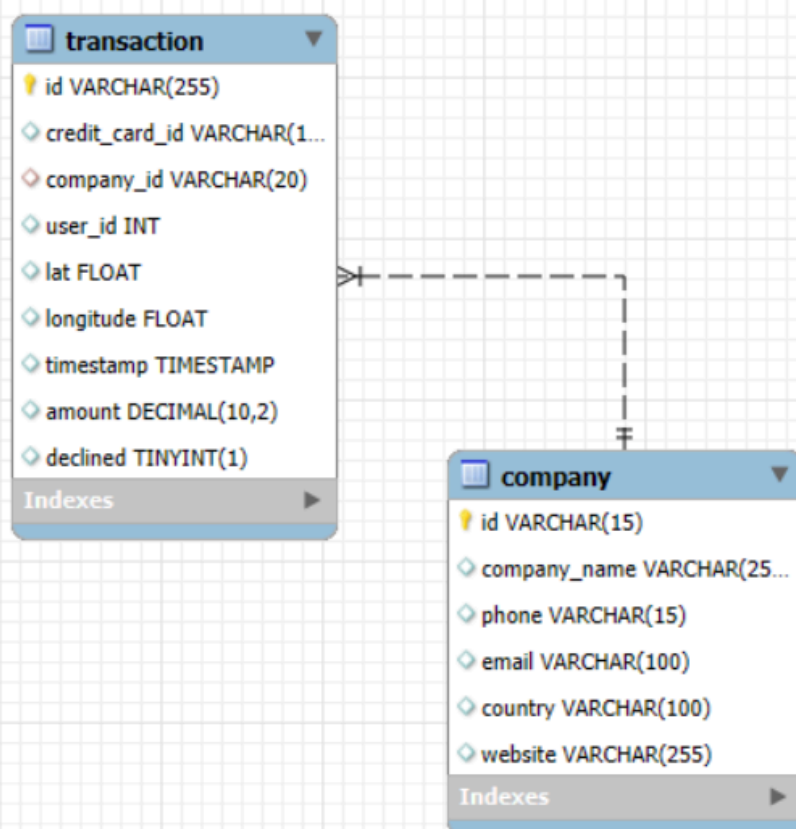 transaction
id VARCHAR(255)
credit_card_id VARCHAR(1...
company_id VARCHAR(20)
user_id INT
lat FLOAT
longitude FLOAT
timestamp TIMESTAMP
amount DECIMAL(10,2)
declined TINYINT(1)
Indexes
company
id VARCHAR(15)
company_name VARCHAR(25...
phone VARCHAR(15)
email VARCHAR(100)
country VARCHAR(100)
website VARCHAR(255)
Indexes